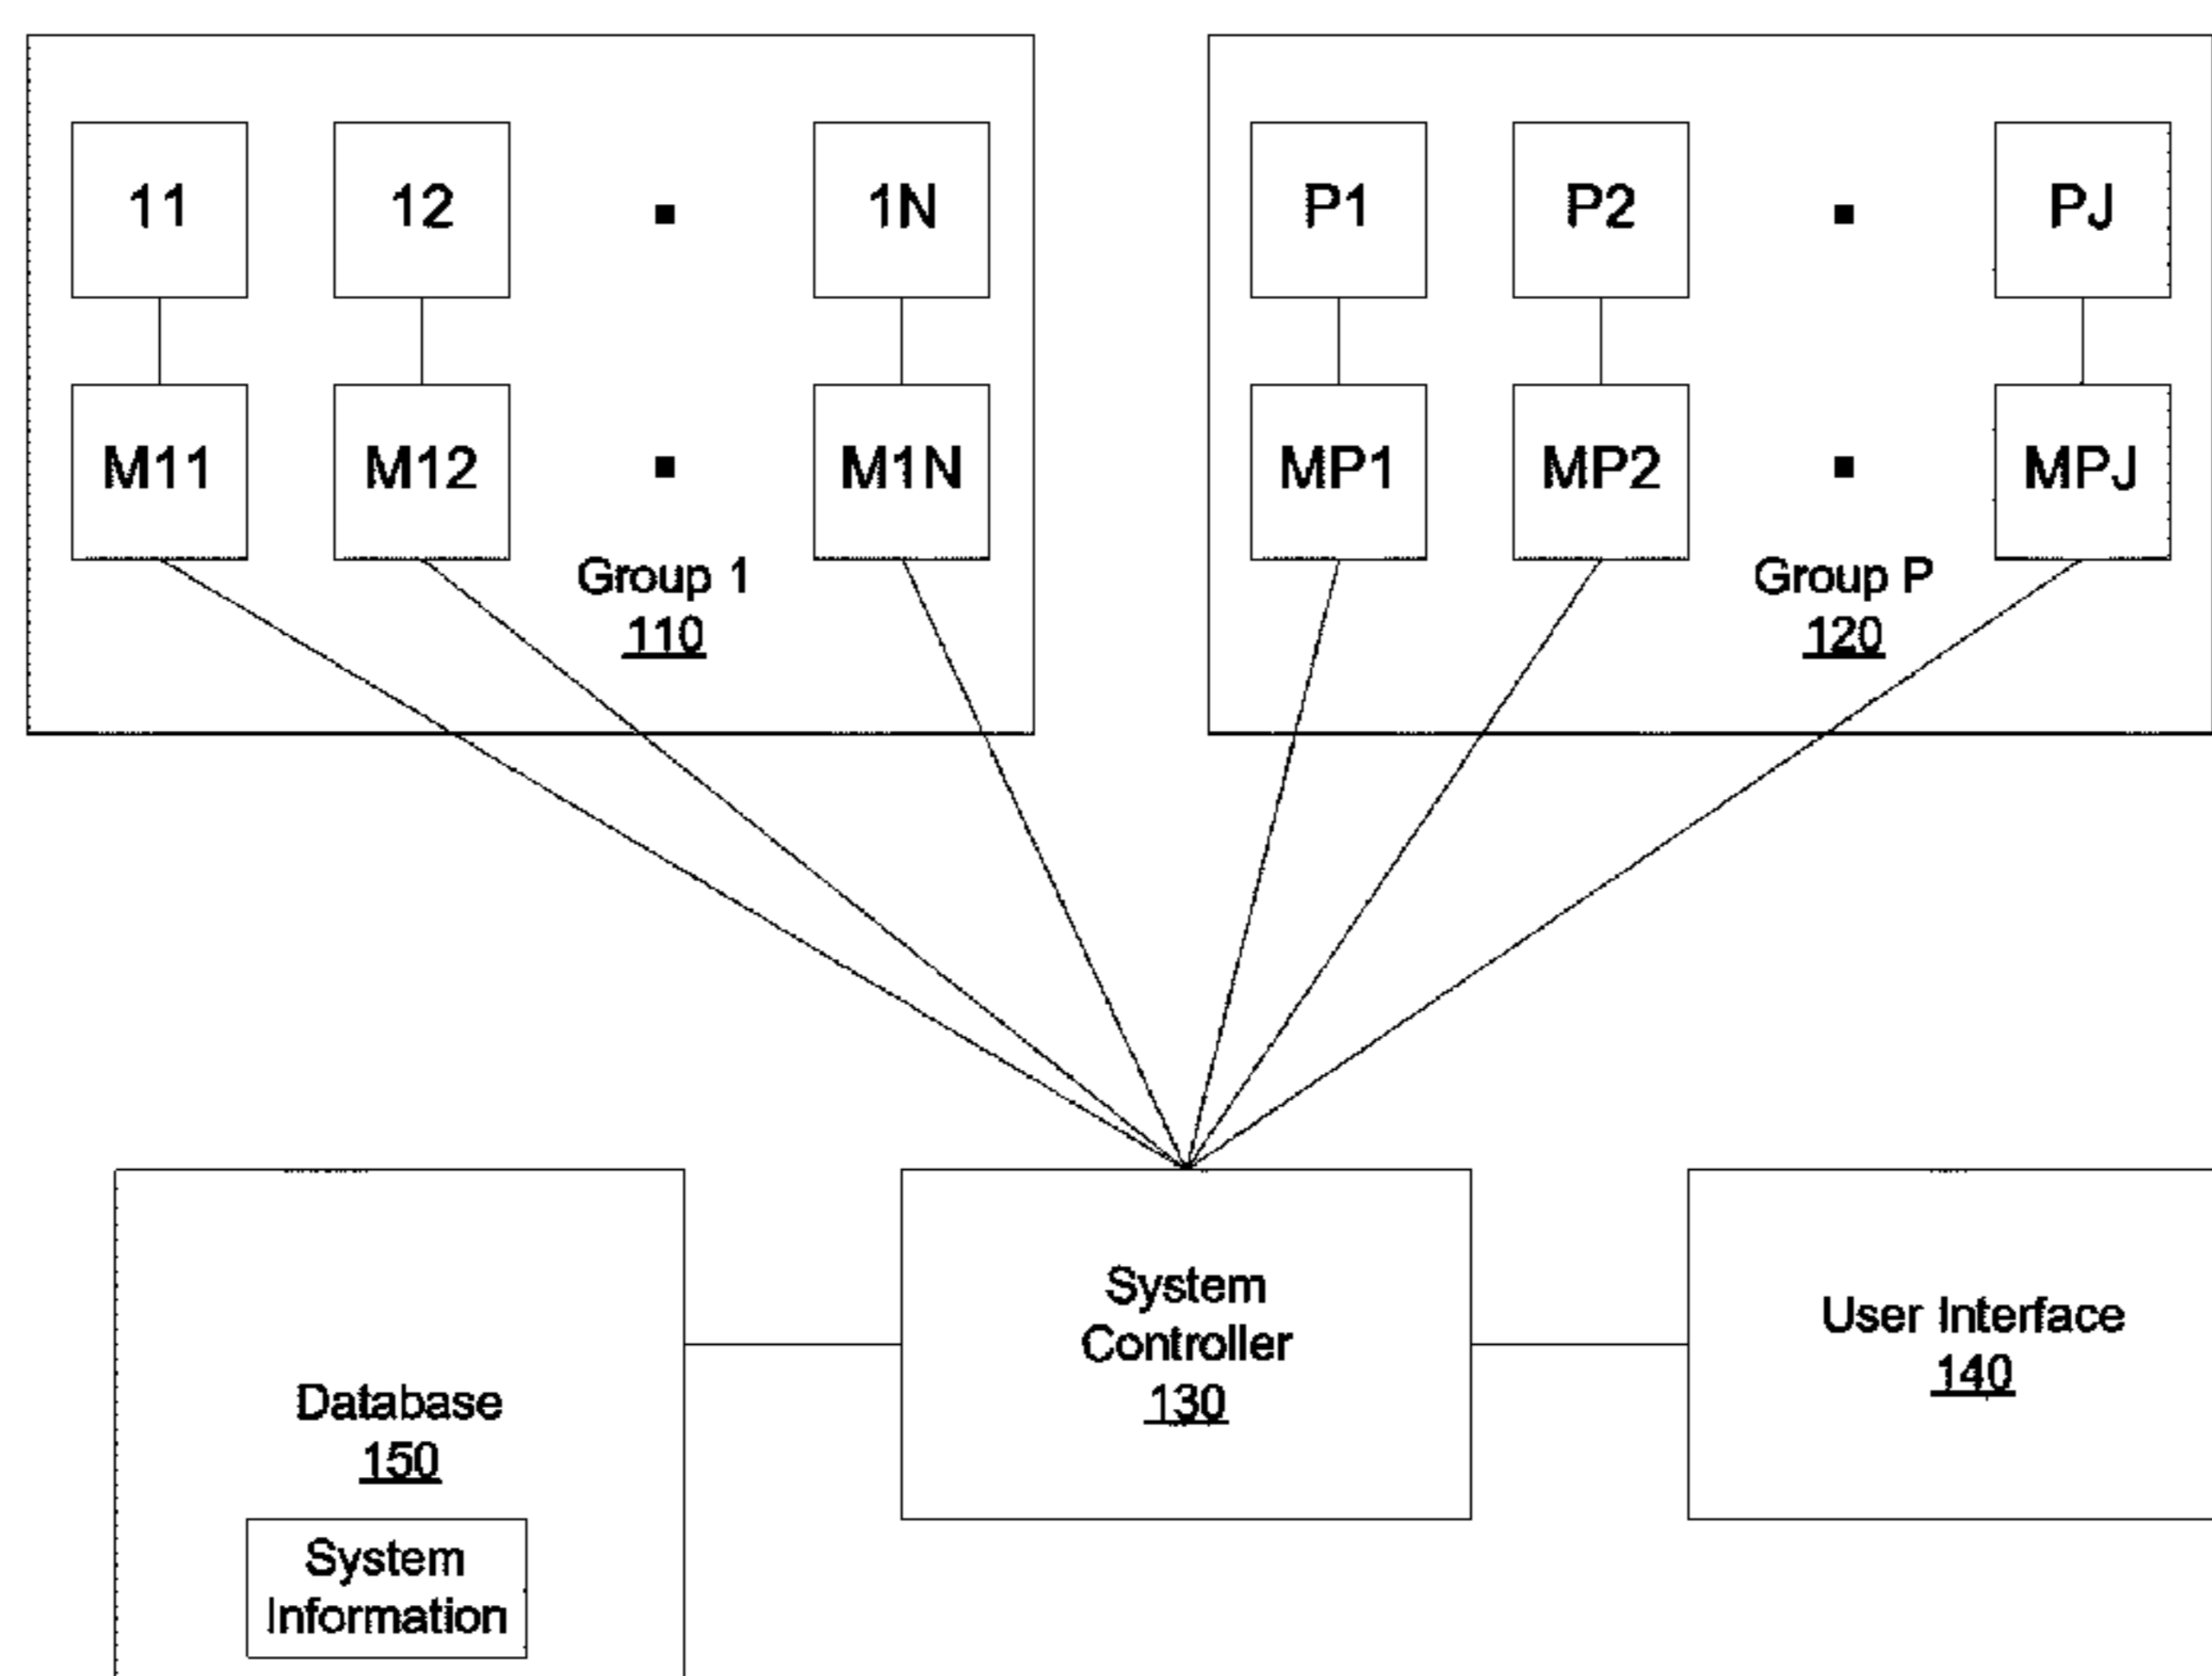 11
12
1N
P1
P2
PJ
M11
M12
M1N
MP1
MP2
MPJ
Group 1
110
Group P
120
System
Controller
130
User Interface
140
Database
150
System
Information